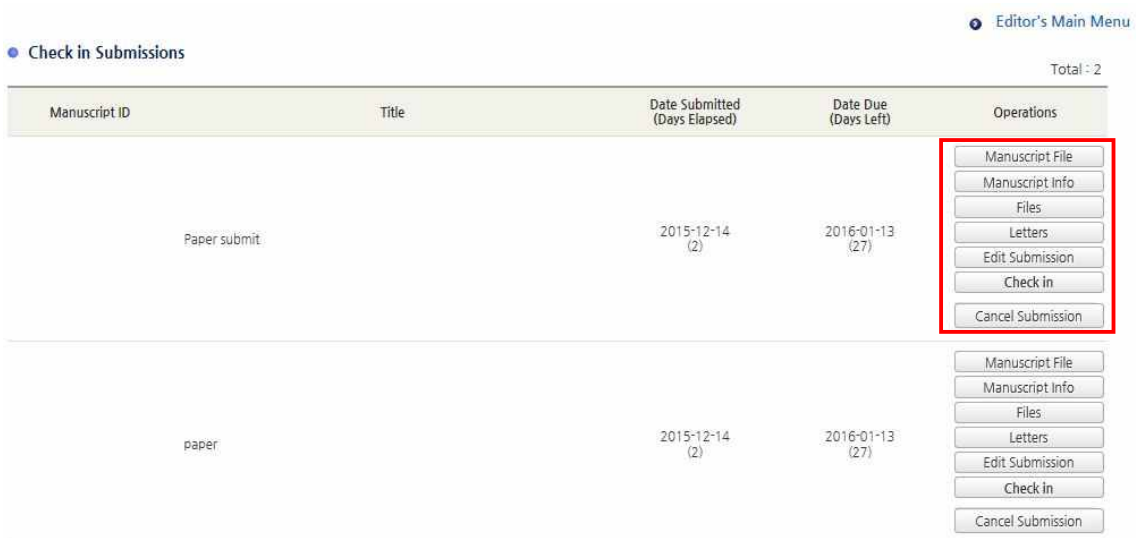 Editor's Main Menu
Check in Submissions
Total : 2
Manuscript ID Title Date Submitted (Days Elapsed) Date Due (Days Left) Operations
Manuscript File
Manuscript Info
Files
Letters
Paper submit 2015-12-14 (2) 2016-01-13 (27)
Edit Submission
Check in
Cancel Submission
Manuscript File
Manuscript Info
Files
Letters
paper 2015-12-14 (2) 2016-01-13 (27)
Edit Submission
Check in
Cancel Submission